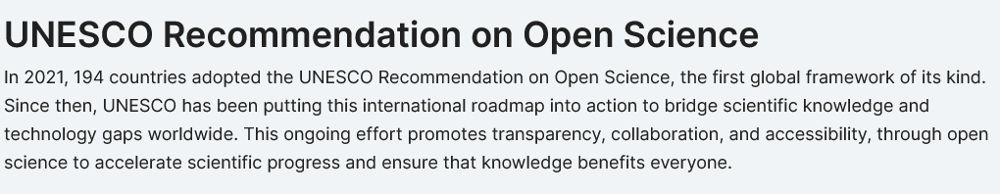 UNESCO Recommendation on Open Science
In 2021, 194 countries adopted the UNESCO Recommendation on Open Science, the first global framework of its kind.
Since then, UNESCO has been putting this international roadmap into action to bridge scientific knowledge and
technology gaps worldwide. This ongoing effort promotes transparency, collaboration, and accessibility, through open
science to accelerate scientific progress and ensure that knowledge benefits everyone.